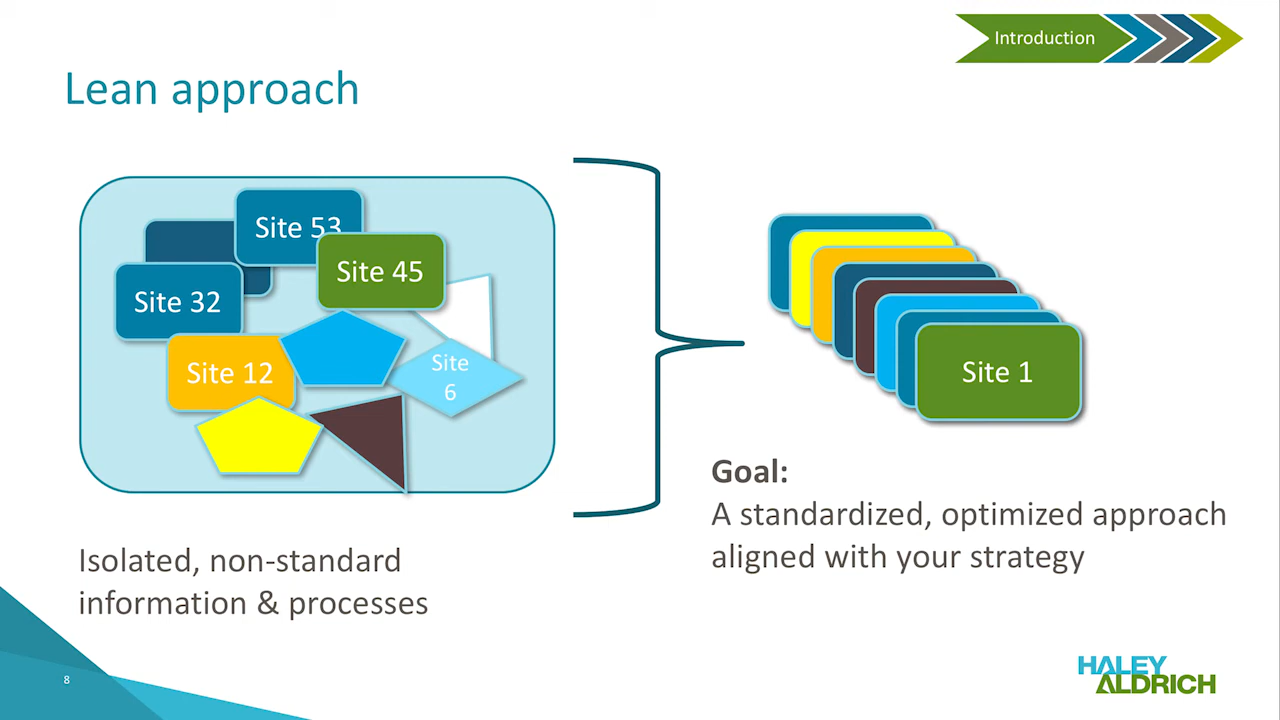 Introduction
Lean approach
Site 53
Site 45
Site 32
Site 12
Site
6
Site 1
Goal:
A standardized, optimized approach
aligned with your strategy
Isolated, non-standard
information & processes
8
HALEY
ALDRICH